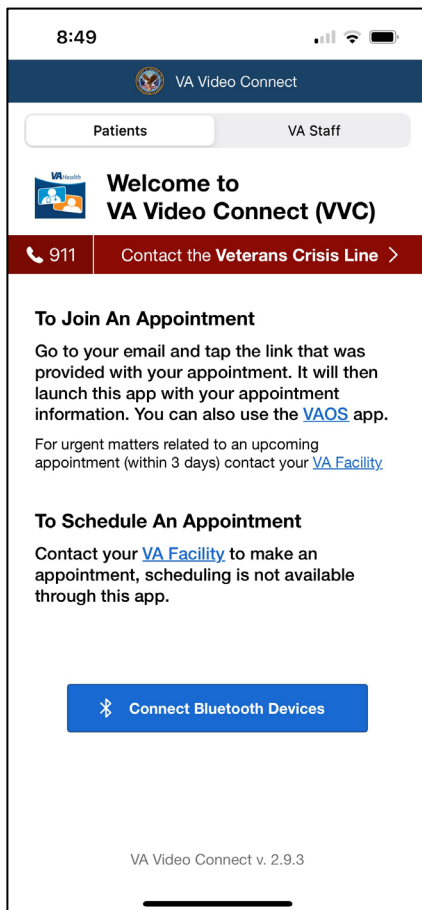 8:49
VA Video Connect
Patients
VA Staff
VA Health
Welcome to
VA Video Connect (VVC)
911
Contact the Veterans Crisis Line
To Join An Appointment
Go to your email and tap the link that was
provided with your appointment. It will then
launch this app with your appointment
information. You can also use the VAOS app.
For urgent matters related to an upcoming
appointment (within 3 days) contact your VA Facility
To Schedule An Appointment
Contact your VA Facility to make an
appointment, scheduling is not available
through this app.
Connect Bluetooth Devices
VA Video Connect v. 2.9.3